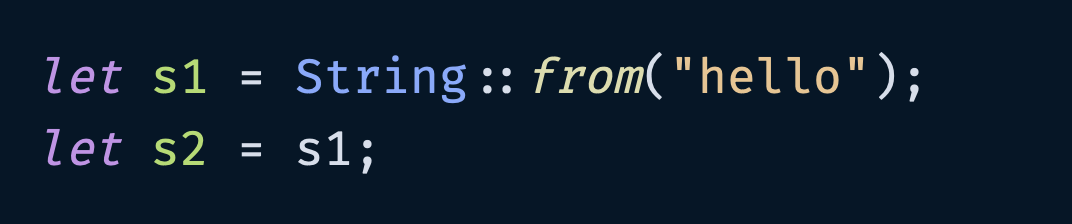 let s1 = String::from("hello");
let s2 = s1;